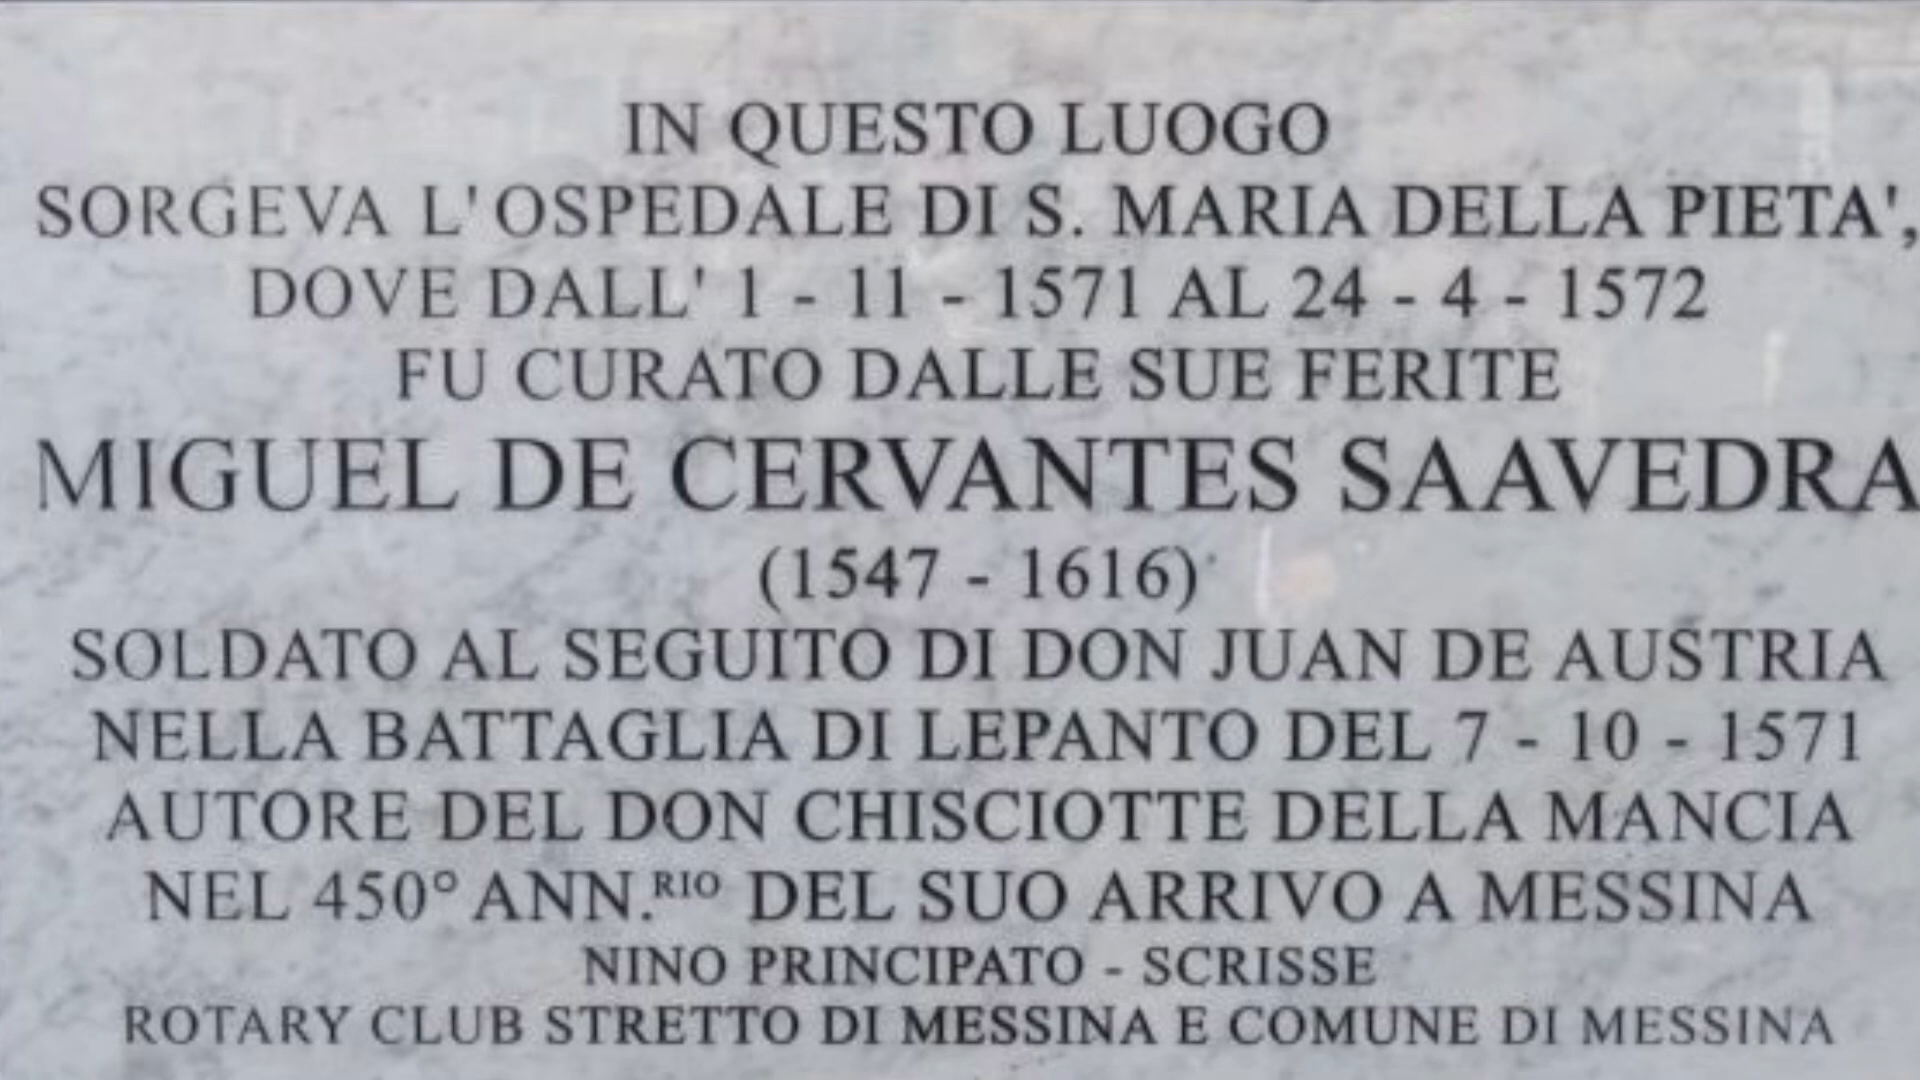 IN QUESTO LUOGO
SORGEVA L'OSPEDALE DI S. MARIA DELLA PIETA',
DOVE DALL' 1 - 11 - 1571 AL 24 - 4 - 1572
FU CURATO DALLE SUE FERITE
MIGUEL DE CERVANTES SAAVEDRA
(1547 - 1616)
SOLDATO AL SEGUITO DI DON JUAN DE AUSTRIA
NELLA BATTAGLIA DI LEPANTO DEL 7 - 10 - 1571
AUTORE DEL DON CHISCIOTTE DELLA MANCIA
NEL 450° ANN.RIO DEL SUO ARRIVO A MESSINA
NINO PRINCIPATO - SCRISSE
ROTARY CLUB STRETTO DI MESSINA E COMUNE DI MESSINA